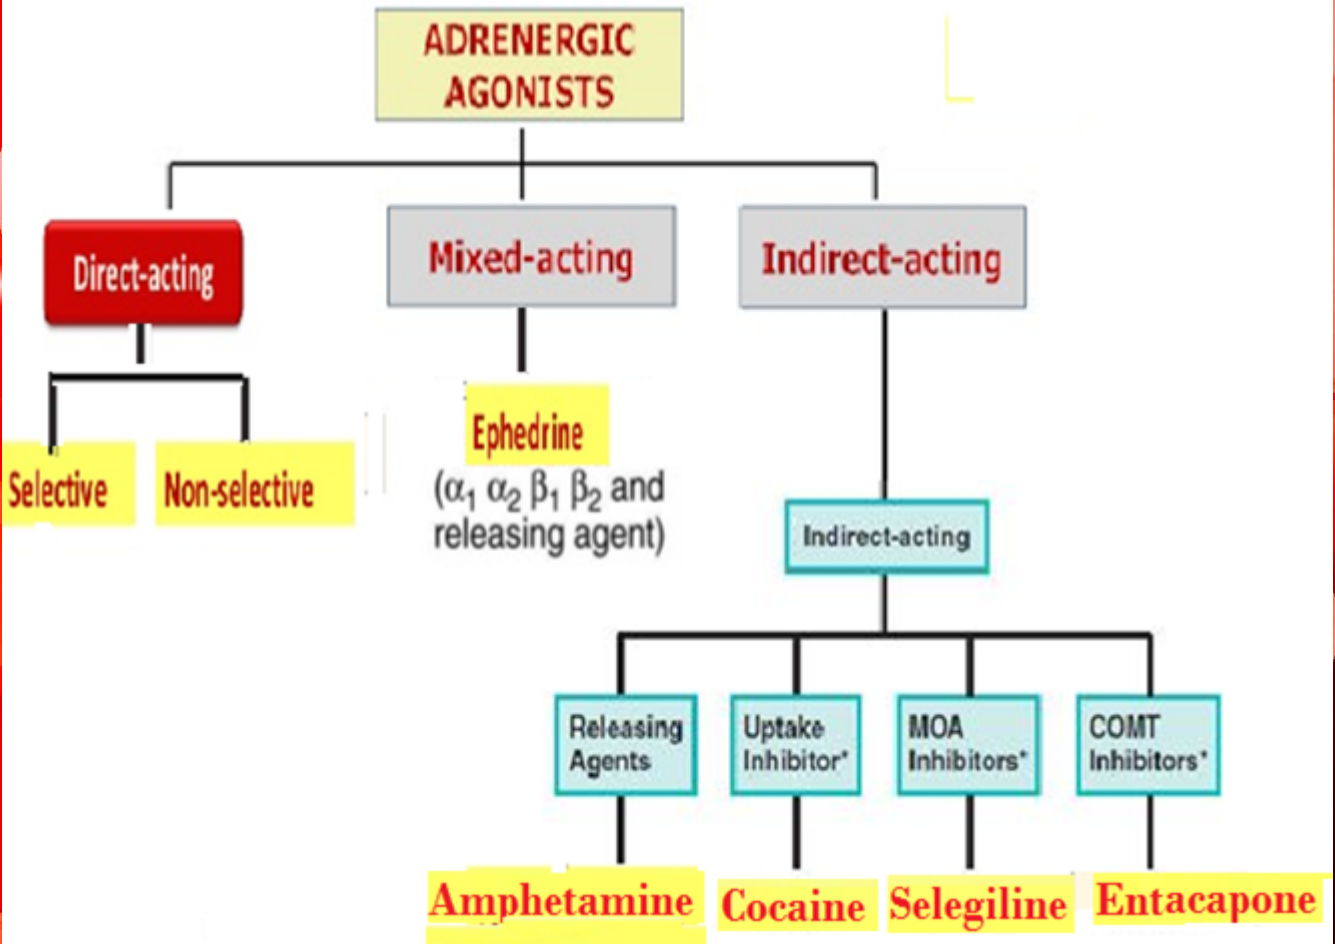 ADRENERGIC
AGONISTS
Direct-acting
Mixed-acting
Indirect-acting
Selective
Non-selective
Ephedrine
(α₁ α₂ β₁ β₂ and
releasing agent)
Indirect-acting
Releasing
Agents
Uptake
Inhibitor*
MOA
Inhibitors*
COMT
Inhibitors*
Amphetamine
Cocaine
Selegiline
Entacapone